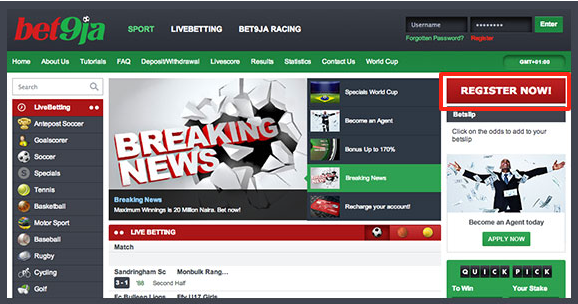 bet9ja
SPORT LIVEBETTING BET9JA RACING
Username
Enter
Forgotten Password? Register
Home About Us Tutorials FAQ Deposit/Withdrawal Livescore Results Statistics Contact Us World Cup
GMT+01:00
Search
LiveBetting
Antepost Soccer
Goalscorer
Soccer
Specials
Tennis
Basketball
Motor Sport
Baseball
Rugby
Cycling
Golf
BREAKING
NEWS
Breaking News
Maximum Winnings is 20 Million Naira. Bet now!
Specials World Cup
Become an Agent
Bonus Up to 170%
Breaking News
Recharge your account!
LIVE BETTING
Match
Sandringham Sc Monbulk Rang...
3 - 1 '88 Second Half
Fc Bulleen Lions Ffv U17 Girls
REGISTER NOW!
Betslip
Click on the odds to add to your
betslip
Become an Agent today
APPLY NOW
QUICK PICK
To Win Your Stake